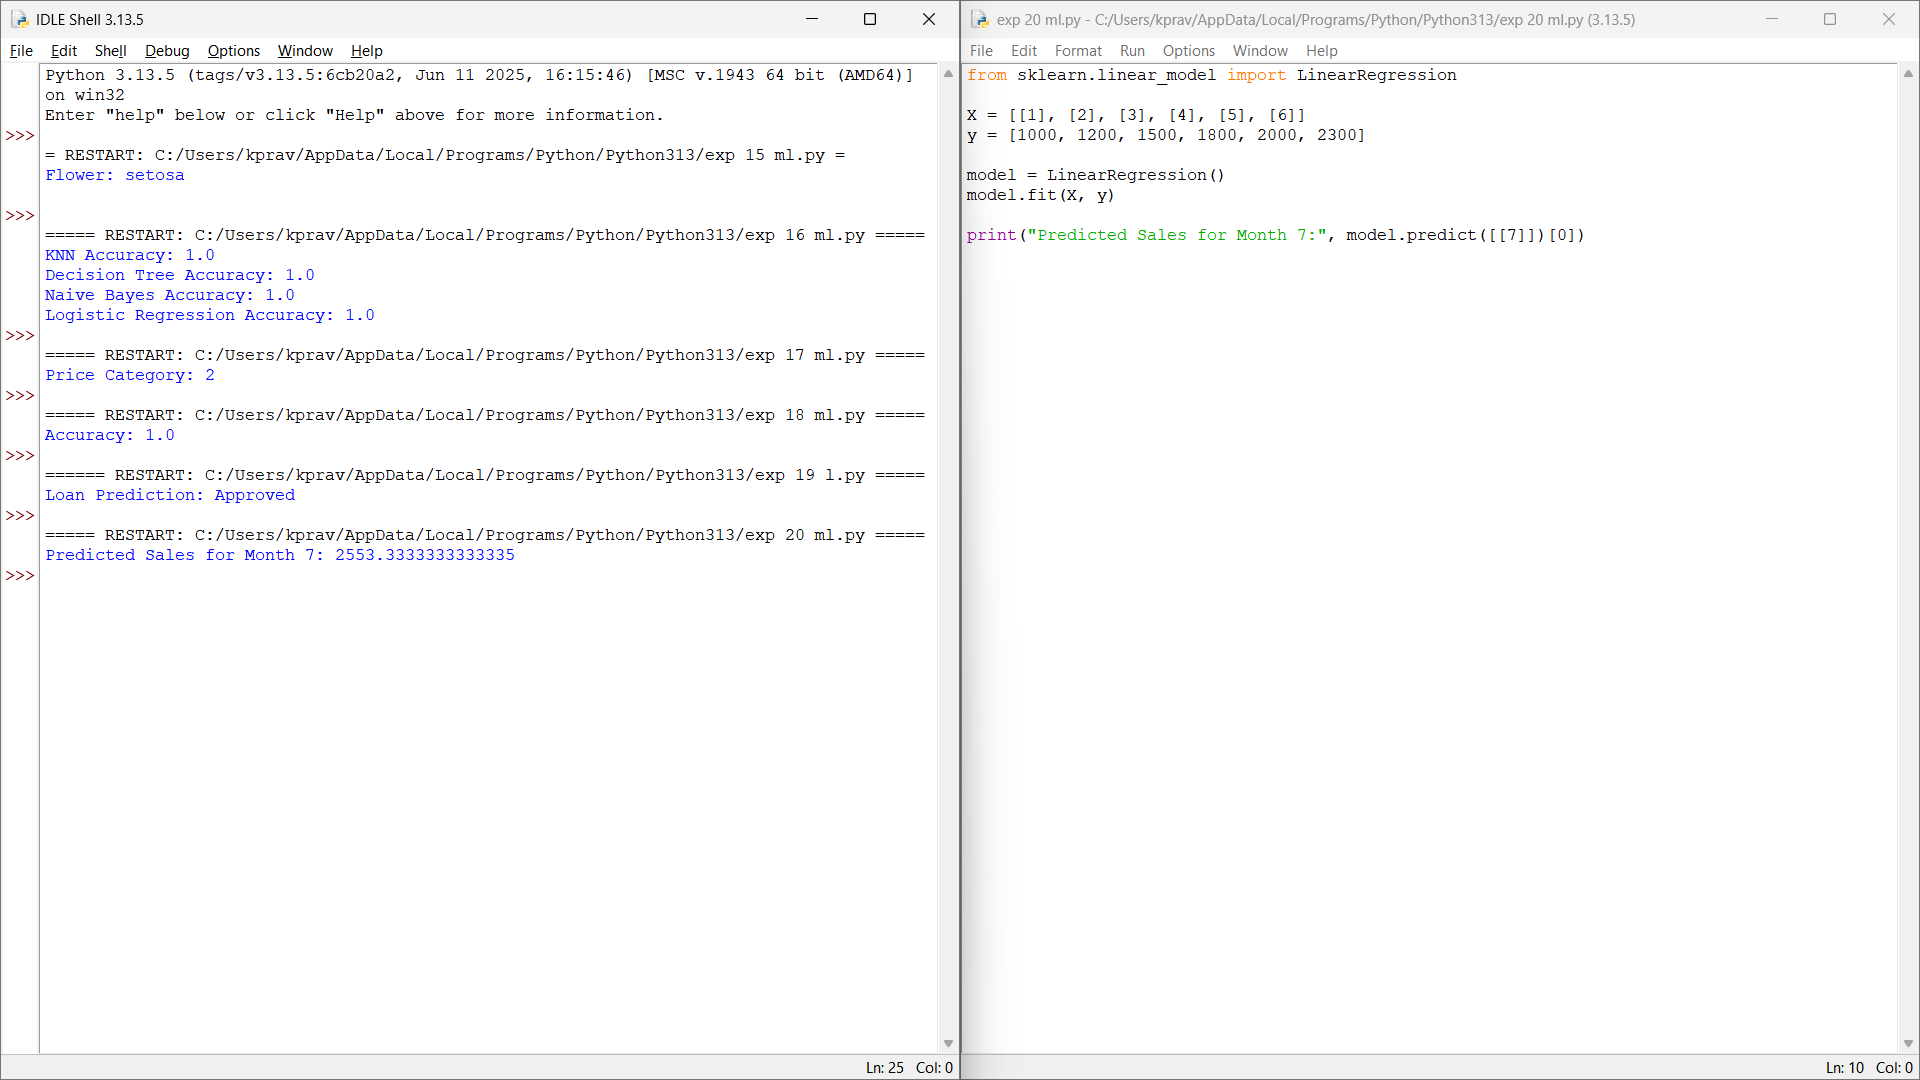 IDLE Shell 3.13.5
File Edit Shell Debug Options Window Help
Python 3.13.5 (tags/v3.13.5:6cb20a2, Jun 11 2025, 16:15:46) [MSC v.1943 64 bit (AMD64)]
on win32
Enter "help" below or click "Help" above for more information.
>>>
= RESTART: C:/Users/kprav/AppData/Local/Programs/Python/Python313/exp 15 ml.py =
Flower: setosa
>>>
===== RESTART: C:/Users/kprav/AppData/Local/Programs/Python/Python313/exp 16 ml.py =====
KNN Accuracy: 1.0
Decision Tree Accuracy: 1.0
Naive Bayes Accuracy: 1.0
Logistic Regression Accuracy: 1.0
>>>
===== RESTART: C:/Users/kprav/AppData/Local/Programs/Python/Python313/exp 17 ml.py =====
Price Category: 2
>>>
===== RESTART: C:/Users/kprav/AppData/Local/Programs/Python/Python313/exp 18 ml.py =====
Accuracy: 1.0
>>>
====== RESTART: C:/Users/kprav/AppData/Local/Programs/Python/Python313/exp 19 l.py =====
Loan Prediction: Approved
>>>
===== RESTART: C:/Users/kprav/AppData/Local/Programs/Python/Python313/exp 20 ml.py =====
Predicted Sales for Month 7: 2553.3333333333335
>>>
Ln: 25 Col: 0
exp 20 ml.py - C:/Users/kprav/AppData/Local/Programs/Python/Python313/exp 20 ml.py (3.13.5)
File Edit Format Run Options Window Help
from sklearn.linear_model import LinearRegression
X = [[1], [2], [3], [4], [5], [6]]
y = [1000, 1200, 1500, 1800, 2000, 2300]
model = LinearRegression()
model.fit(X, y)
print("Predicted Sales for Month 7:", model.predict([[7]])[0])
Ln: 10 Col: 0